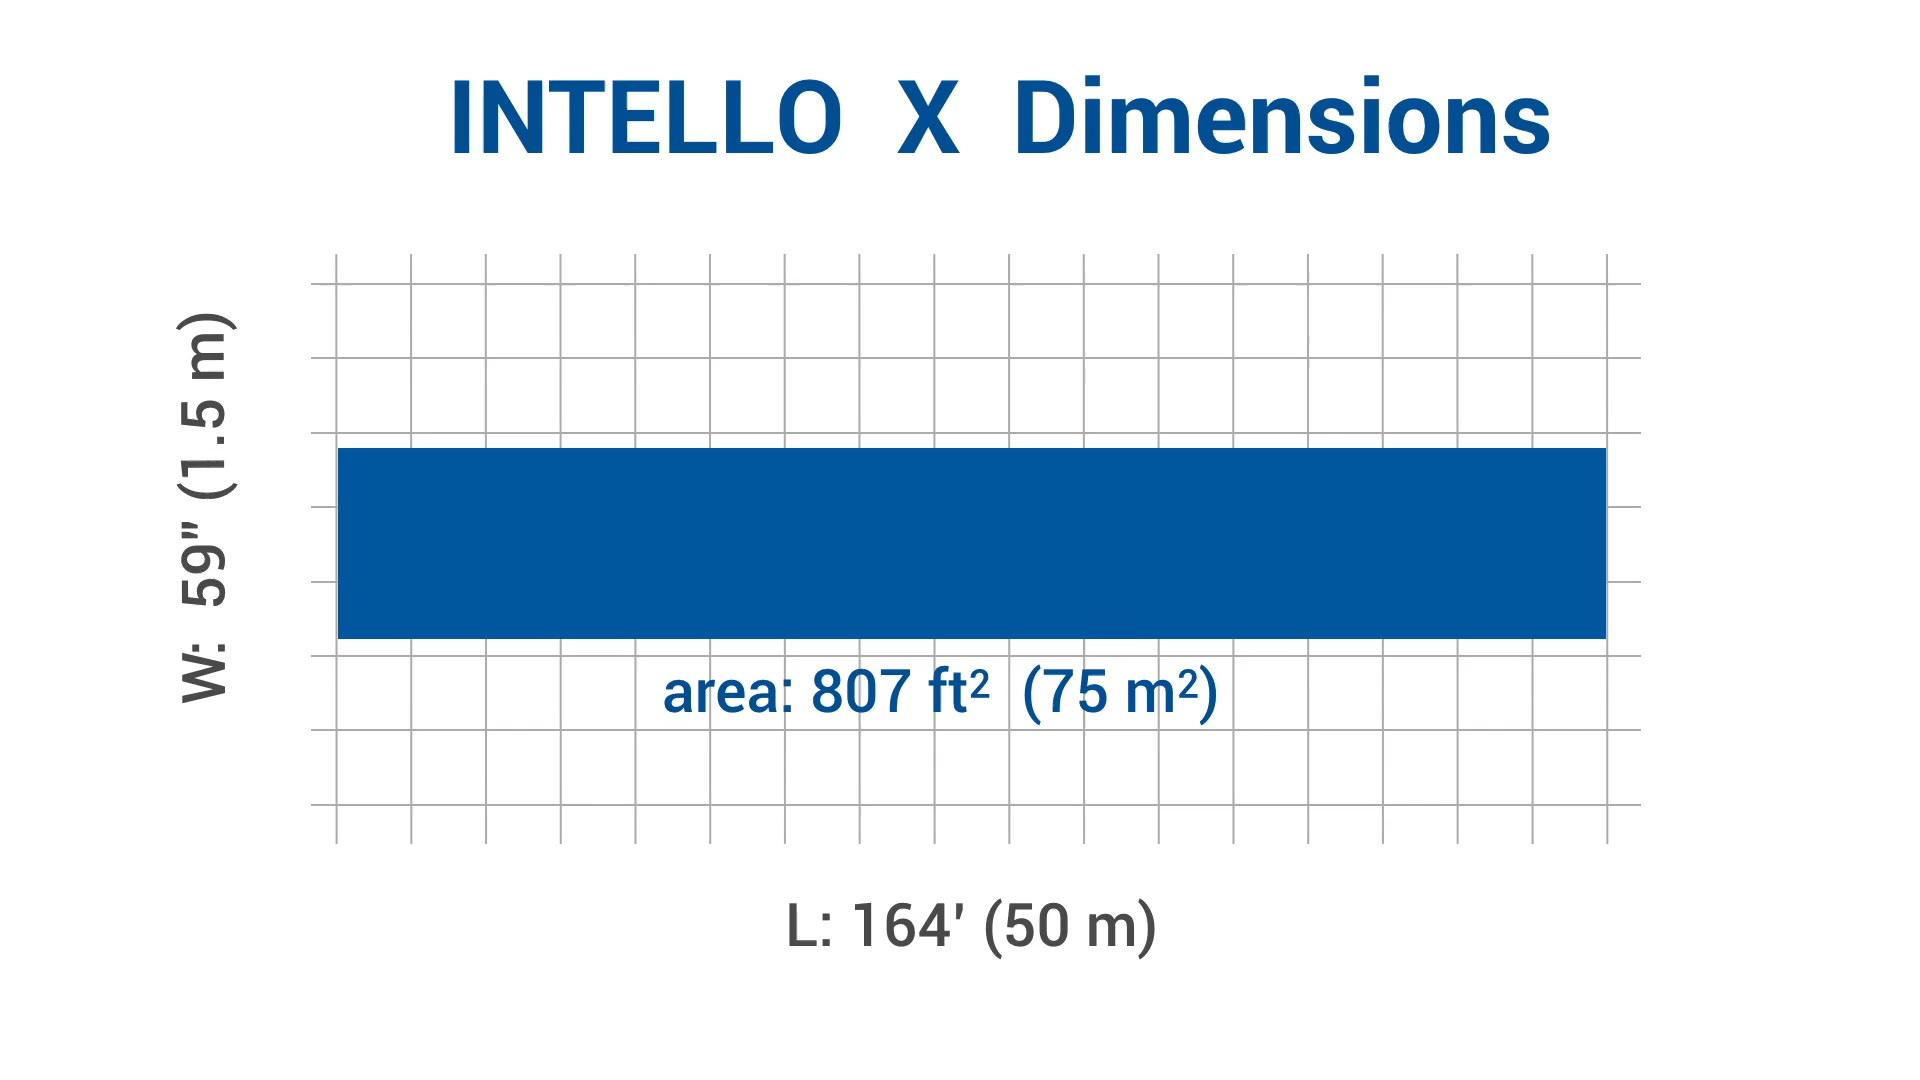 INTELLO X Dimensions
W: 59" (1.5 m)
area: 807 ft² (75 m²)
L: 164' (50 m)